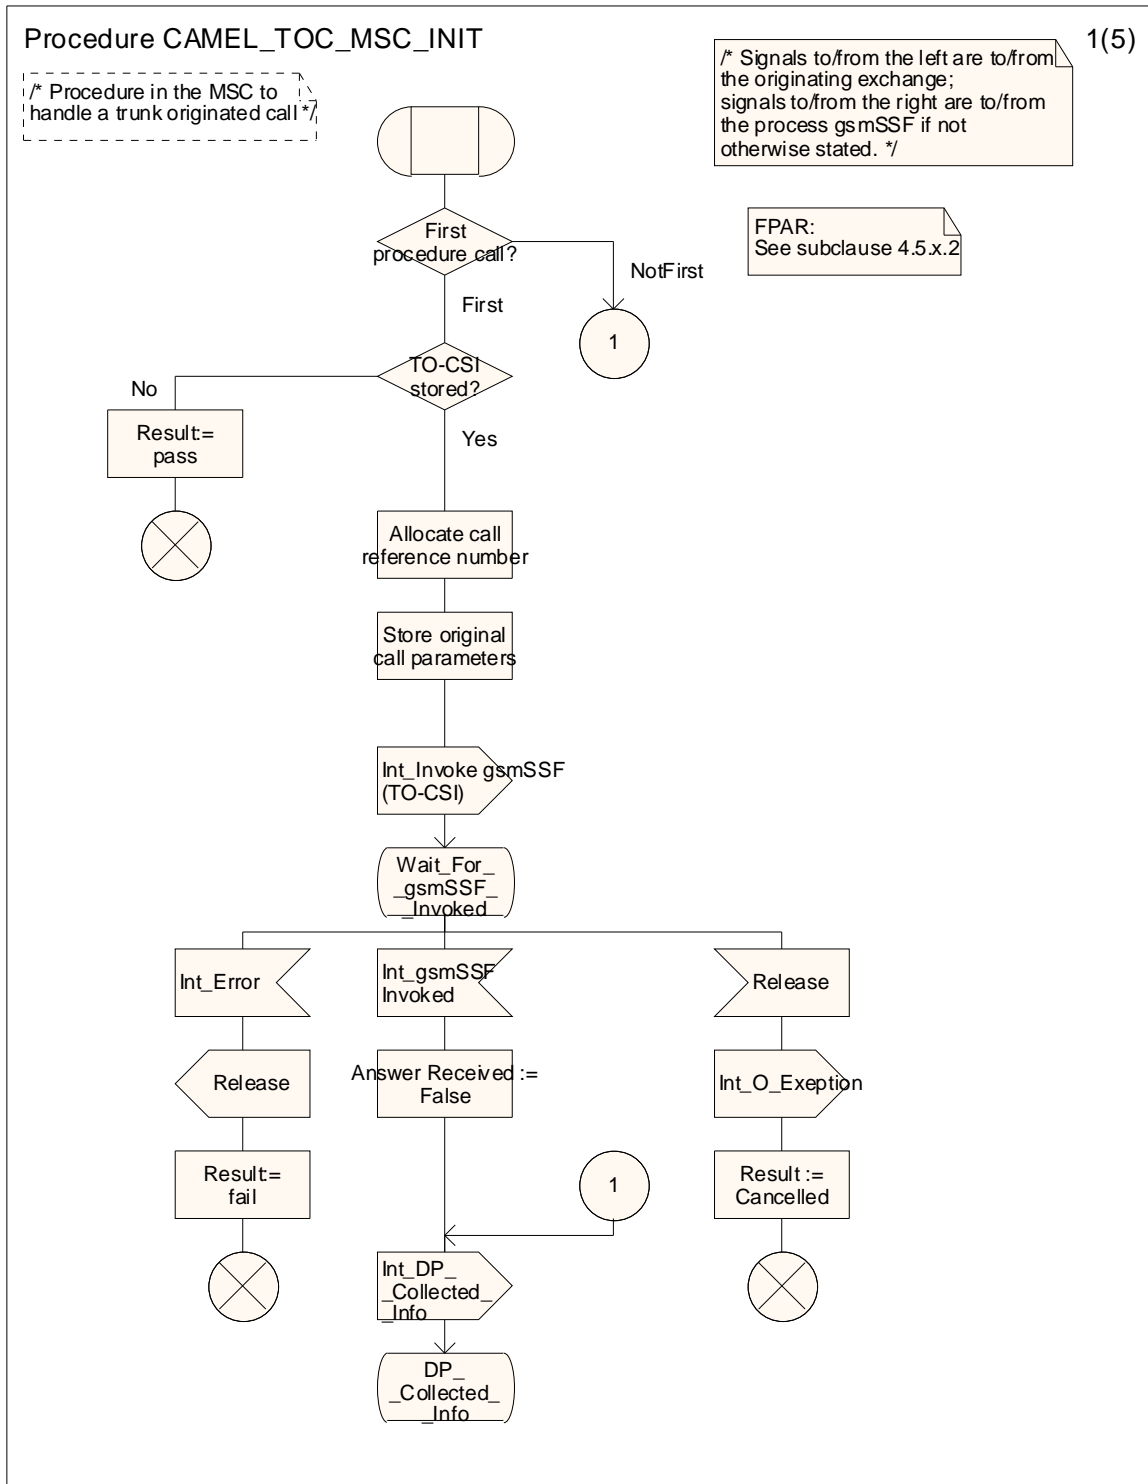 Procedure CAMEL_TOC_MSC_INIT
1(5)
/* Procedure in the MSC to
handle a trunk originated call */
/* Signals to/from the left are to/from
the originating exchange;
signals to/from the right are to/from
the process gsmSSF if not
otherwise stated. */
First
procedure call?
FPAR:
See subclause 4.5.x.2
NotFirst
First
1
TO-CSI
stored?
No
Result:=
pass
Yes
Allocate call
reference number
Store original
call parameters
Int_Invoke gsmSSF
(TO-CSI)
Wait_For_
_gsmSSF_
_Invoked
Int_Error
Int_gsmSSF
Invoked
Release
Release
Answer Received :=
False
Int_O_Exeption
Result:=
fail
1
Result :=
Cancelled
Int_DP_
_Collected_
_Info
DP_
_Collected_
_Info